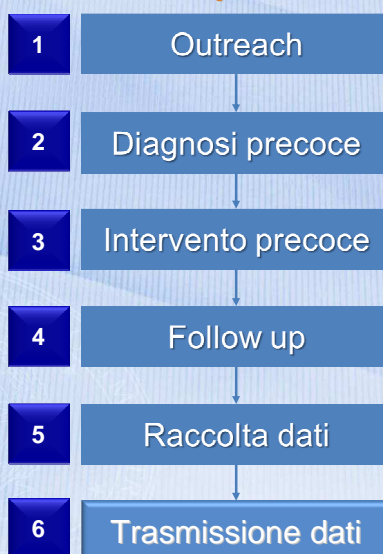 1 Outreach
2 Diagnosi precoce
3 Intervento precoce
4 Follow up
5 Raccolta dati
6 Trasmissione dati